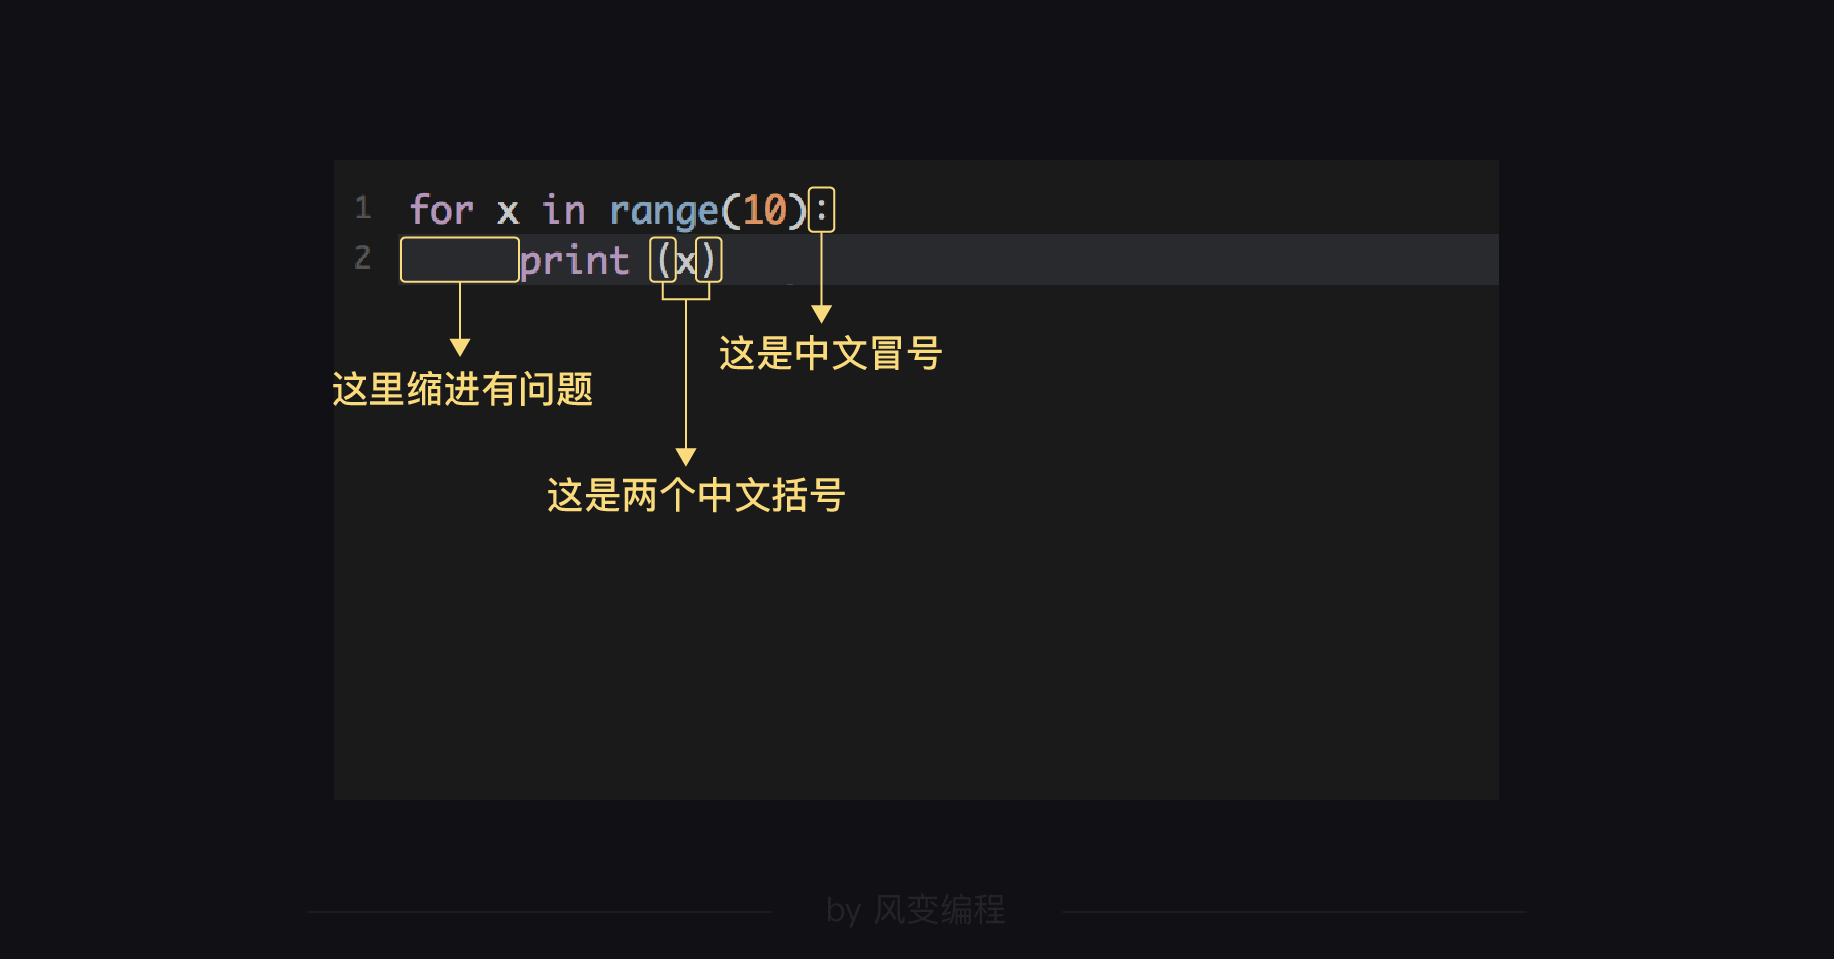 1 for x in range(10):
2 print (x)
这是中文冒号
这里缩进有问题
这是两个中文括号
by 风变编程